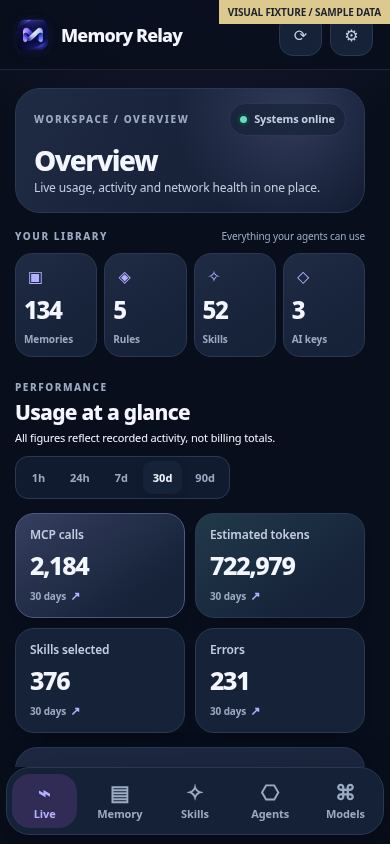 VISUAL FIXTURE / SAMPLE DATA
Memory Relay
WORKSPACE / OVERVIEW
Systems online
Overview
Live usage, activity and network health in one place.
YOUR LIBRARY
Everything your agents can use
134
Memories
5
Rules
52
Skills
3
AI keys
PERFORMANCE
Usage at a glance
All figures reflect recorded activity, not billing totals.
1h 24h 7d 30d 90d
MCP calls
2,184
30 days ↗
Estimated tokens
722,979
30 days ↗
Skills selected
376
30 days ↗
Errors
231
30 days ↗
Live
Memory
Skills
Agents
Models